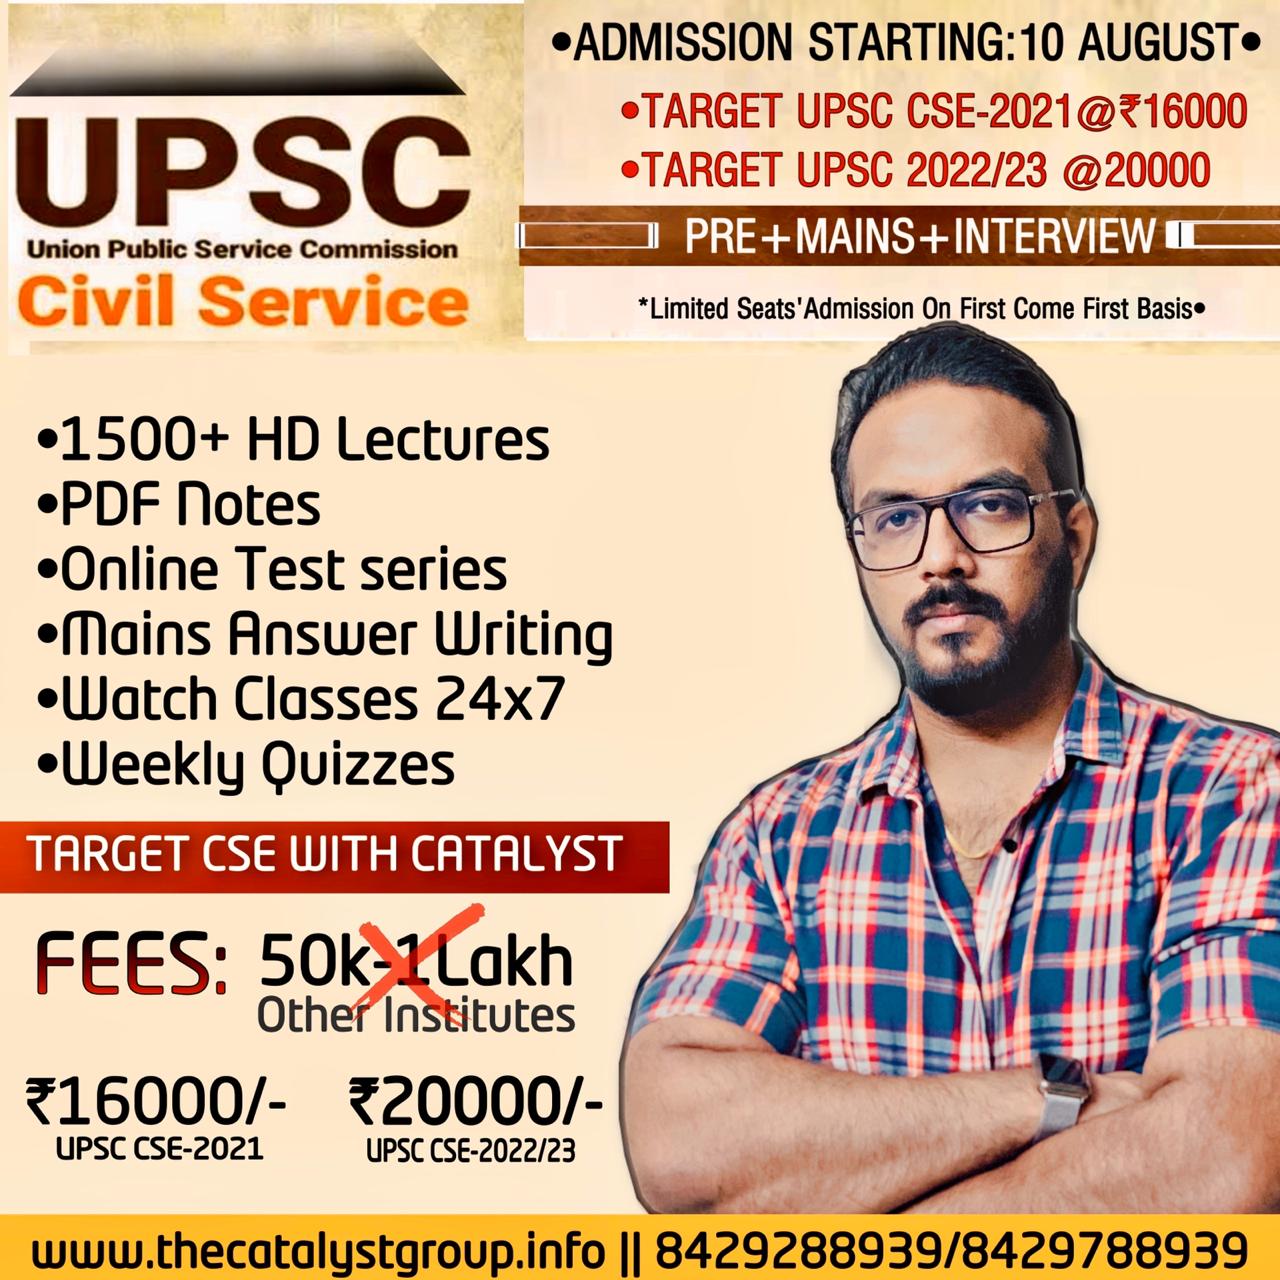 UPSC
Union Public Service Commission
Civil Service
•ADMISSION STARTING:10 AUGUST•
•TARGET UPSC CSE-2021@₹16000
•TARGET UPSC 2022/23 @20000
PRE+MAINS+INTERVIEW
*Limited Seats'Admission On First Come First Basis•
•1500+ HD Lectures
•PDF Notes
•Online Test series
•Mains Answer Writing
•Watch Classes 24x7
•Weekly Quizzes
TARGET CSE WITH CATALYST
FEES: 50k-1Lakh
Other Institutes
₹16000/- ₹20000/-
UPSC CSE-2021 UPSC CSE-2022/23
www.thecatalystgroup.info || 8429288939/8429788939